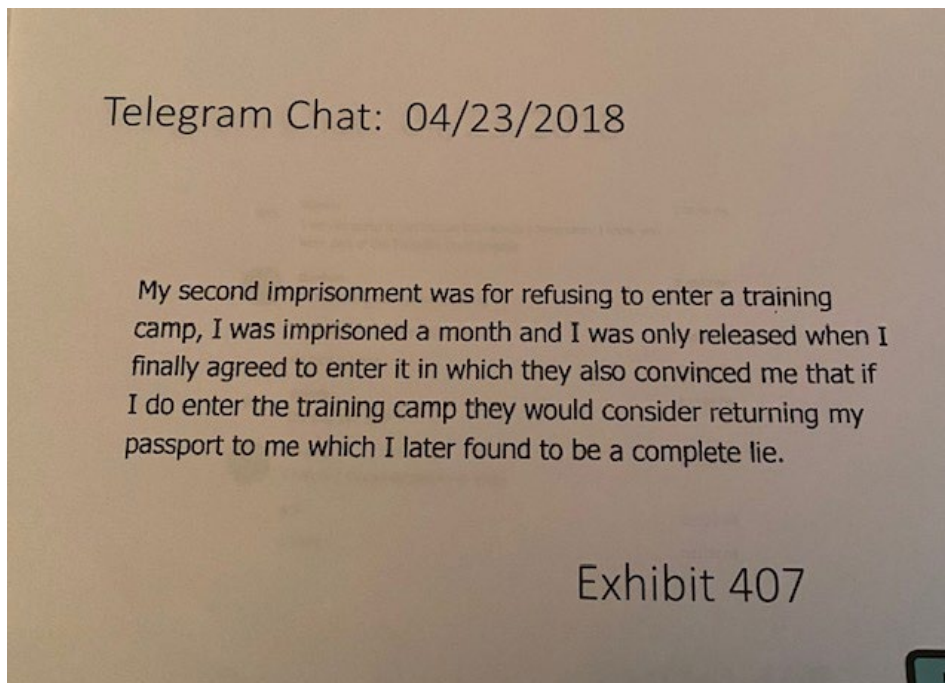 Telegram Chat: 04/23/2018
My second imprisonment was for refusing to enter a training
camp, I was imprisoned a month and I was only released when I
finally agreed to enter it in which they also convinced me that if
I do enter the training camp they would consider returning my
passport to me which I later found to be a complete lie.
Exhibit 407